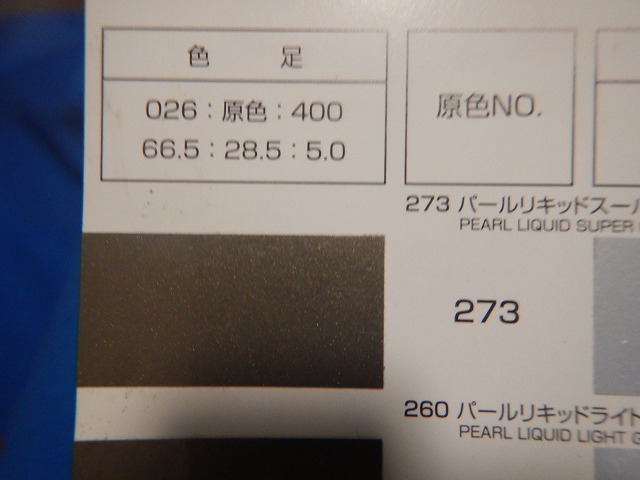 色 足
026：原色：400
66.5：28.5：5.0
原色NO.
273 パールリキッドスーパ
PEARL LIQUID SUPER
273
260 パールリキッドライト
PEARL LIQUID LIGHT G